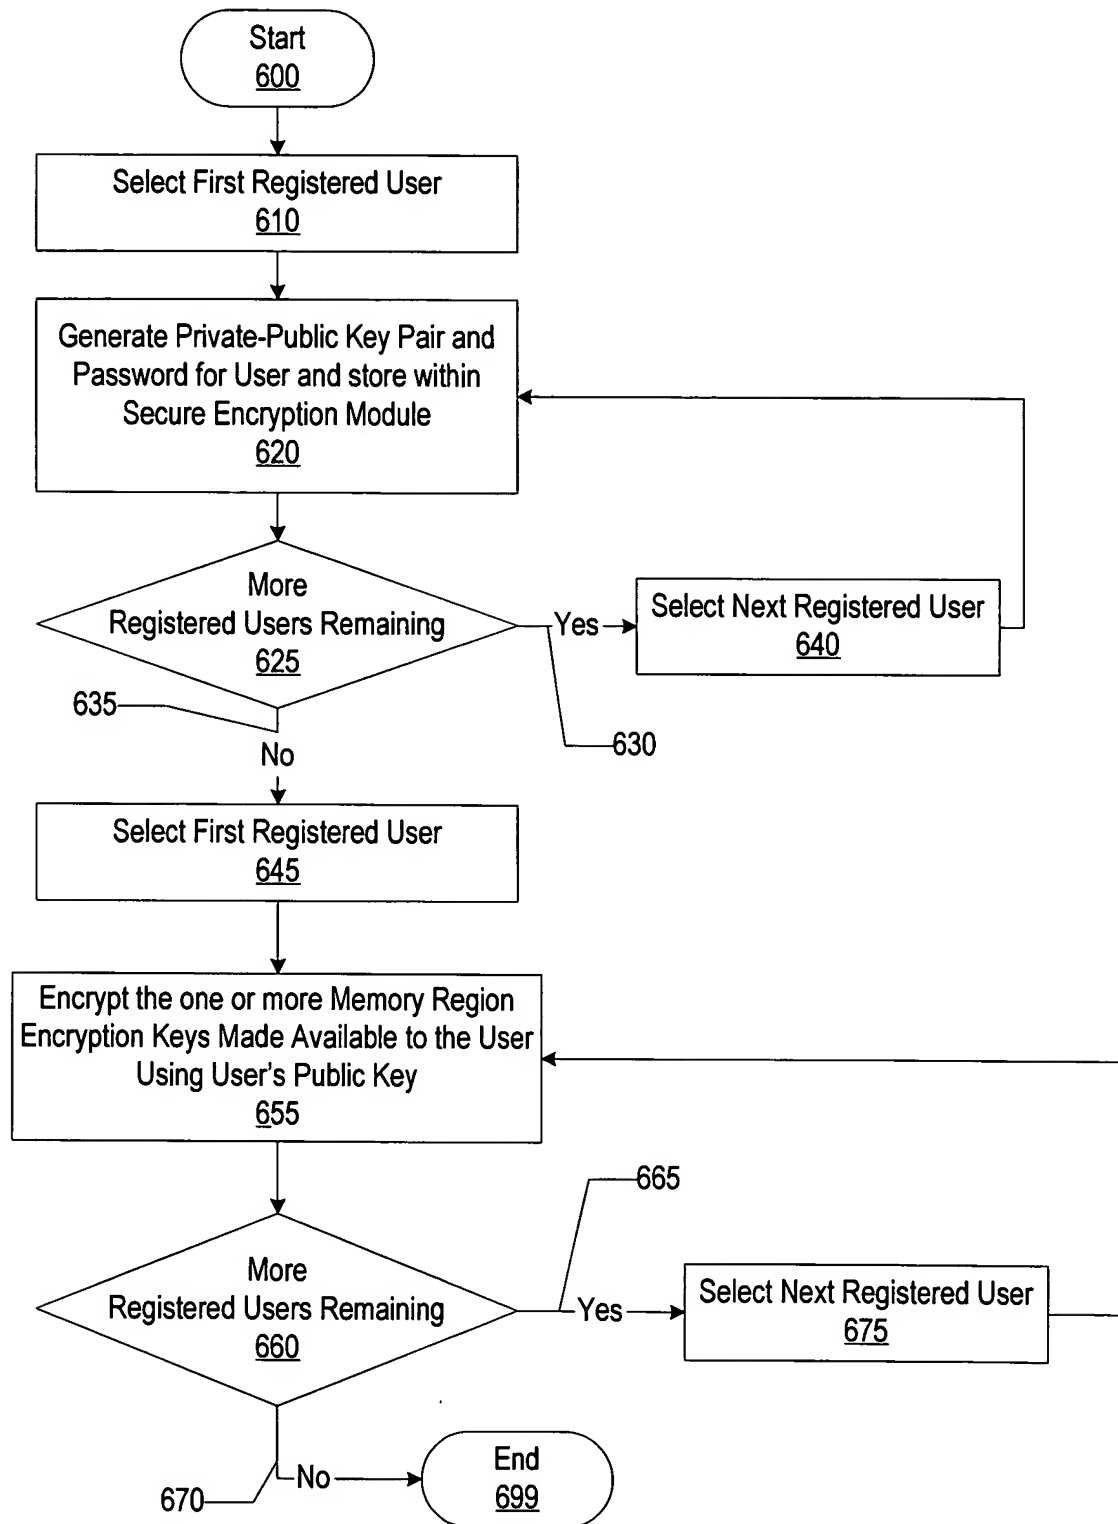 Start
600
Select First Registered User
610
Generate Private-Public Key Pair and
Password for User and store within
Secure Encryption Module
620
More
Registered Users Remaining
625
Yes
Select Next Registered User
640
635
630
No
Select First Registered User
645
Encrypt the one or more Memory Region
Encryption Keys Made Available to the User
Using User's Public Key
655
665
More
Registered Users Remaining
660
Yes
Select Next Registered User
675
No
End
699
670